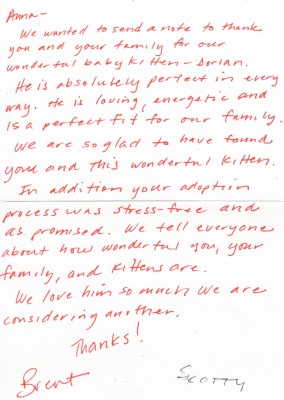 Anna-
We wanted to send a note to thank
you and your family for our
wonderful baby kitten - Dorian.
He is absolutely perfect in every
way. He is loving, energetic and
is a perfect fit for our family.
We are so glad to have found
you and this wonderful kitten.
In addition your adoption
process was stress-free and
as promised. We tell everyone
about how wonderful you, your
family, and kittens are.
We love him so much we are
considering another.
Thanks!
Brent
SCOTTY